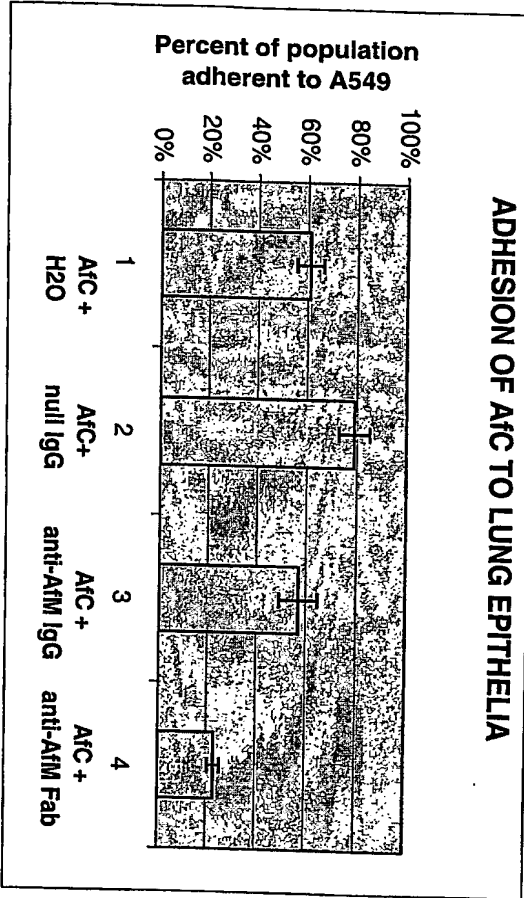 ADHESION OF AfC TO LUNG EPITHELIA
Percent of population
adherent to A549
100%
80%
60%
40%
20%
0%
1
AfC +
H2O
2
AfC+
null IgG
3
AfC +
anti-AfM IgG
4
AfC +
anti-AfM Fab